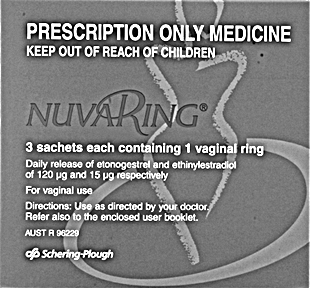 PRESCRIPTION ONLY MEDICINE
KEEP OUT OF REACH OF CHILDREN
NUVARING®
3 sachets each containing 1 vaginal ring
Daily release of etonogestrel and ethinylestradiol
of 120 µg and 15 µg respectively
For vaginal use
Directions: Use as directed by your doctor.
Refer also to the enclosed user booklet.
AUST R 96229
Schering-Plough